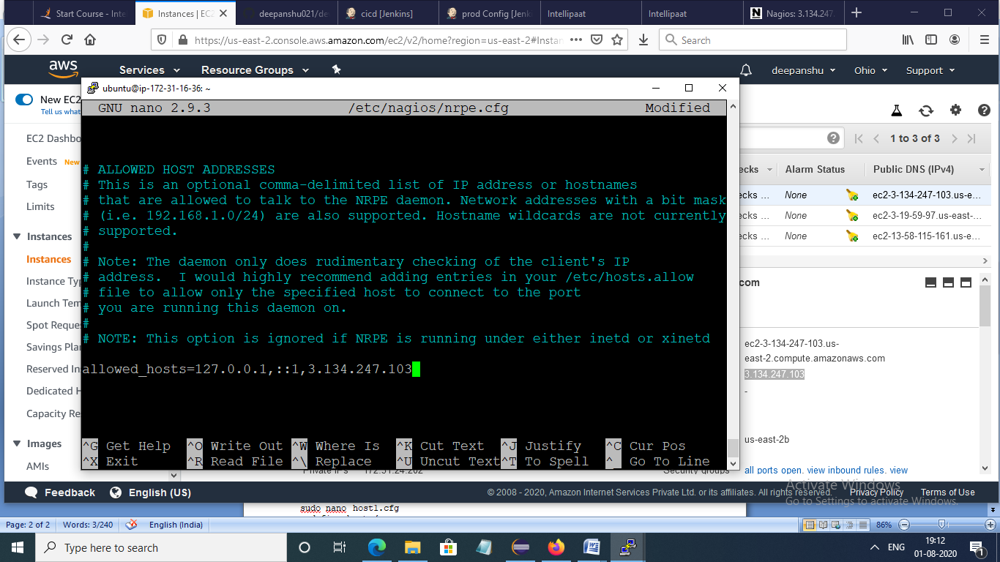 Start Course - Inte
Instances | EC2
deepanshu021/de
cicd [Jenkins]
prod Config [Jenk
Intellipaat
Intellipaat
Nagios: 3.134.247.
https://us-east-2.console.aws.amazon.com/ec2/v2/home?region=us-east-2#Instan
Search
aws
Services
Resource Groups
deepanshu
Ohio
Support
ubuntu@ip-172-31-16-36: ~
New EC2
Tell us what
GNU nano 2.9.3 /etc/nagios/nrpe.cfg Modified
EC2 Dashbo
Events New
Tags
Limits
Instances
Instances
Instance Typ
Launch Tem
Spot Reques
Savings Plan
Reserved In
Dedicated H
Capacity Re
Images
AMIs
# ALLOWED HOST ADDRESSES
# This is an optional comma-delimited list of IP address or hostnames
# that are allowed to talk to the NRPE daemon. Network addresses with a bit mask
# (i.e. 192.168.1.0/24) are also supported. Hostname wildcards are not currently
# supported.
#
# Note: The daemon only does rudimentary checking of the client's IP
# address.  I would highly recommend adding entries in your /etc/hosts.allow
# file to allow only the specified host to connect to the port
# you are running this daemon on.
#
# NOTE: This option is ignored if NRPE is running under either inetd or xinetd
allowed_hosts=127.0.0.1,::1,3.134.247.103
^G Get Help ^O Write Out ^W Where Is ^K Cut Text ^J Justify ^C Cur Pos
^X Exit ^R Read File ^\ Replace ^U Uncut Text ^T To Spell ^_ Go To Line
1 to 3 of 3
ecks Alarm Status Public DNS (IPv4)
ecks ... None ec2-3-134-247-103.us-e...
ecks ... None ec2-3-19-59-97.us-east-...
ecks ... None ec2-13-58-115-161.us-e...
com
ec2-3-134-247-103.us-
east-2.compute.amazonaws.com
3.134.247.103
-
us-east-2b
all ports open. view inbound rules. view
Private IPs 172.31.24.202 Security groups
Activate Windows
Go to Settings to activate Windows.
Feedback
English (US)
© 2008 - 2020, Amazon Internet Services Private Ltd. or its affiliates. All rights reserved.
Privacy Policy
Terms of Use
sudo nano host1.cfg
Page: 2 of 2
Words: 3/240
English (India)
86%
Type here to search
ENG
19:12
01-08-2020
1